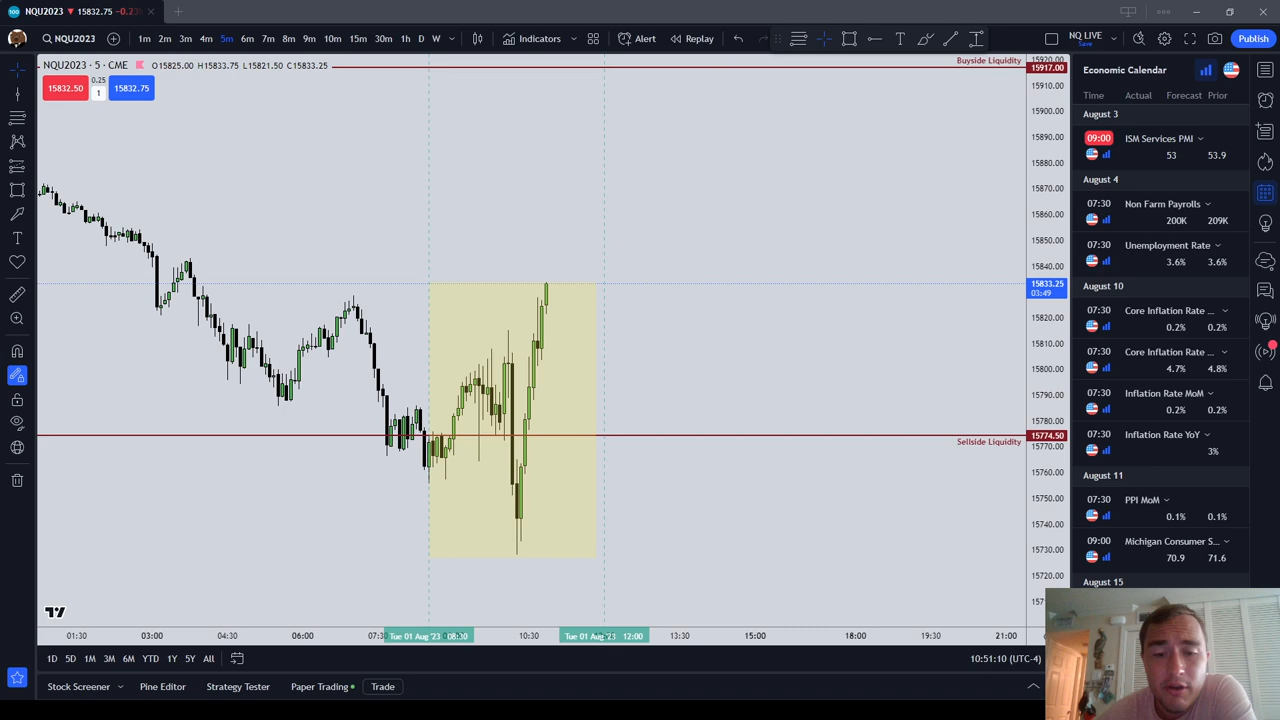 NQU2023 ▼ 15832.75
NQU2023
1m 2m 3m 4m 5m 6m 7m 8m 9m 10m 15m 30m 1h D W
Indicators
Alert
Replay
NQ LIVE
Save
Publish
NQU2023 · 5 · CME
O15825.00 H15833.75 L15821.50 C15833.25
15832.50
0.25
1
15832.75
Buyside Liquidity
Sellside Liquidity
15920.00
15917.00
15910.00
15900.00
15890.00
15880.00
15870.00
15860.00
15850.00
15840.00
15833.25
03:49
15820.00
15810.00
15800.00
15790.00
15780.00
15774.50
15770.00
15760.00
15750.00
15740.00
15730.00
15720.00
01:30
03:00
04:30
06:00
Tue 01 Aug '23 08:30
10:30
Tue 01 Aug '23 12:00
13:30
15:00
18:00
19:30
21:00
1D 5D 1M 3M 6M YTD 1Y 5Y All
10:51:10 (UTC-4)
Stock Screener
Pine Editor
Strategy Tester
Paper Trading
Trade
Economic Calendar
Time Actual Forecast Prior
August 3
09:00 ISM Services PMI
53 53.9
August 4
07:30 Non Farm Payrolls
200K 209K
07:30 Unemployment Rate
3.6% 3.6%
August 10
07:30 Core Inflation Rate ...
0.2% 0.2%
07:30 Core Inflation Rate ...
4.7% 4.8%
07:30 Inflation Rate MoM
0.2% 0.2%
07:30 Inflation Rate YoY
3%
August 11
07:30 PPI MoM
0.1% 0.1%
09:00 Michigan Consumer S...
70.9 71.6
August 15